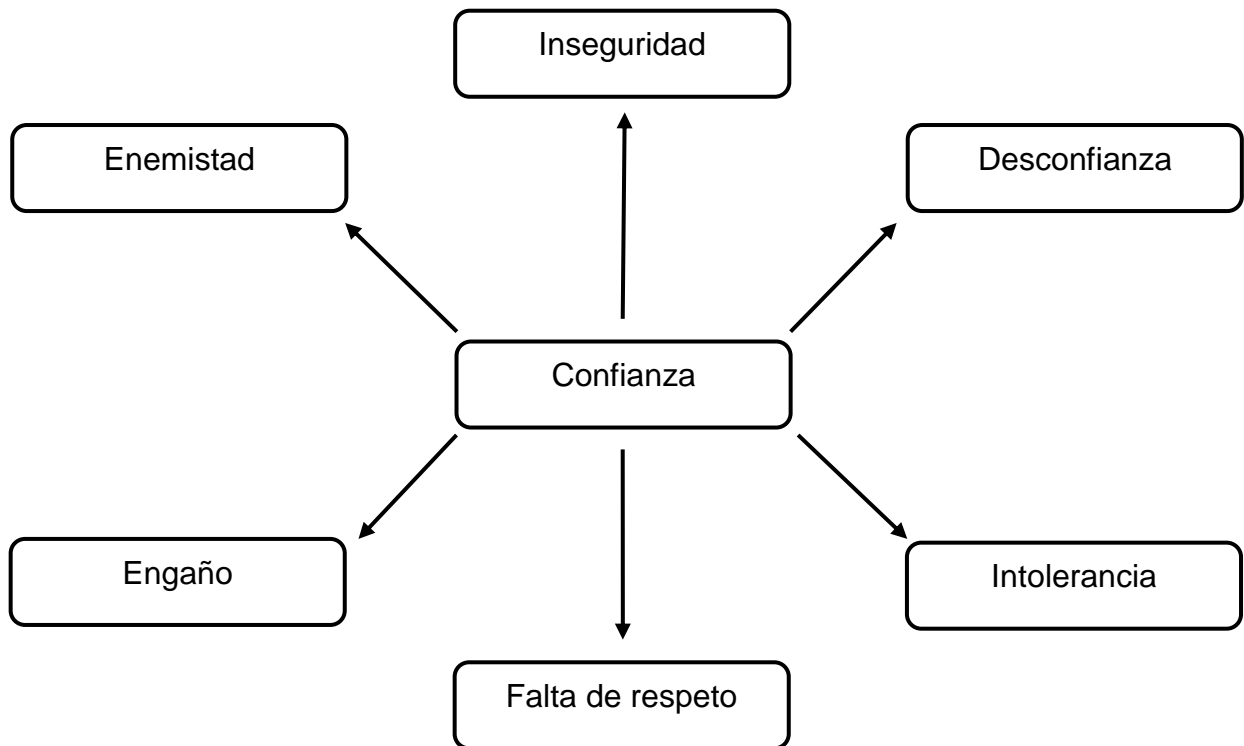 Inseguridad
Enemistad
Desconfianza
Confianza
Engaño
Intolerancia
Falta de respeto